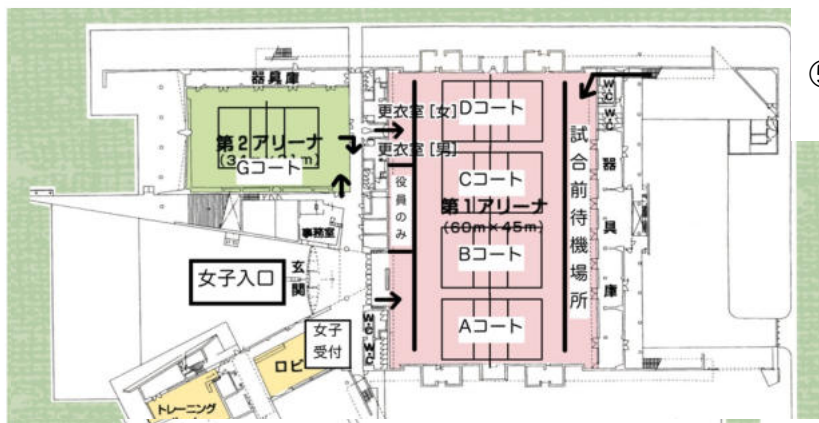 ⑤
器具庫
更衣室［女］
Dコート
WC
WC
第２アリーナ
Gコート
更衣室［男］
試合前待機場所
Cコート
役員のみ
第１アリーナ
（60m×45m）
器具庫
事務室
Bコート
女子入口
玄関
女子
受付
WC
WC
Aコート
ロビ
トレーニング